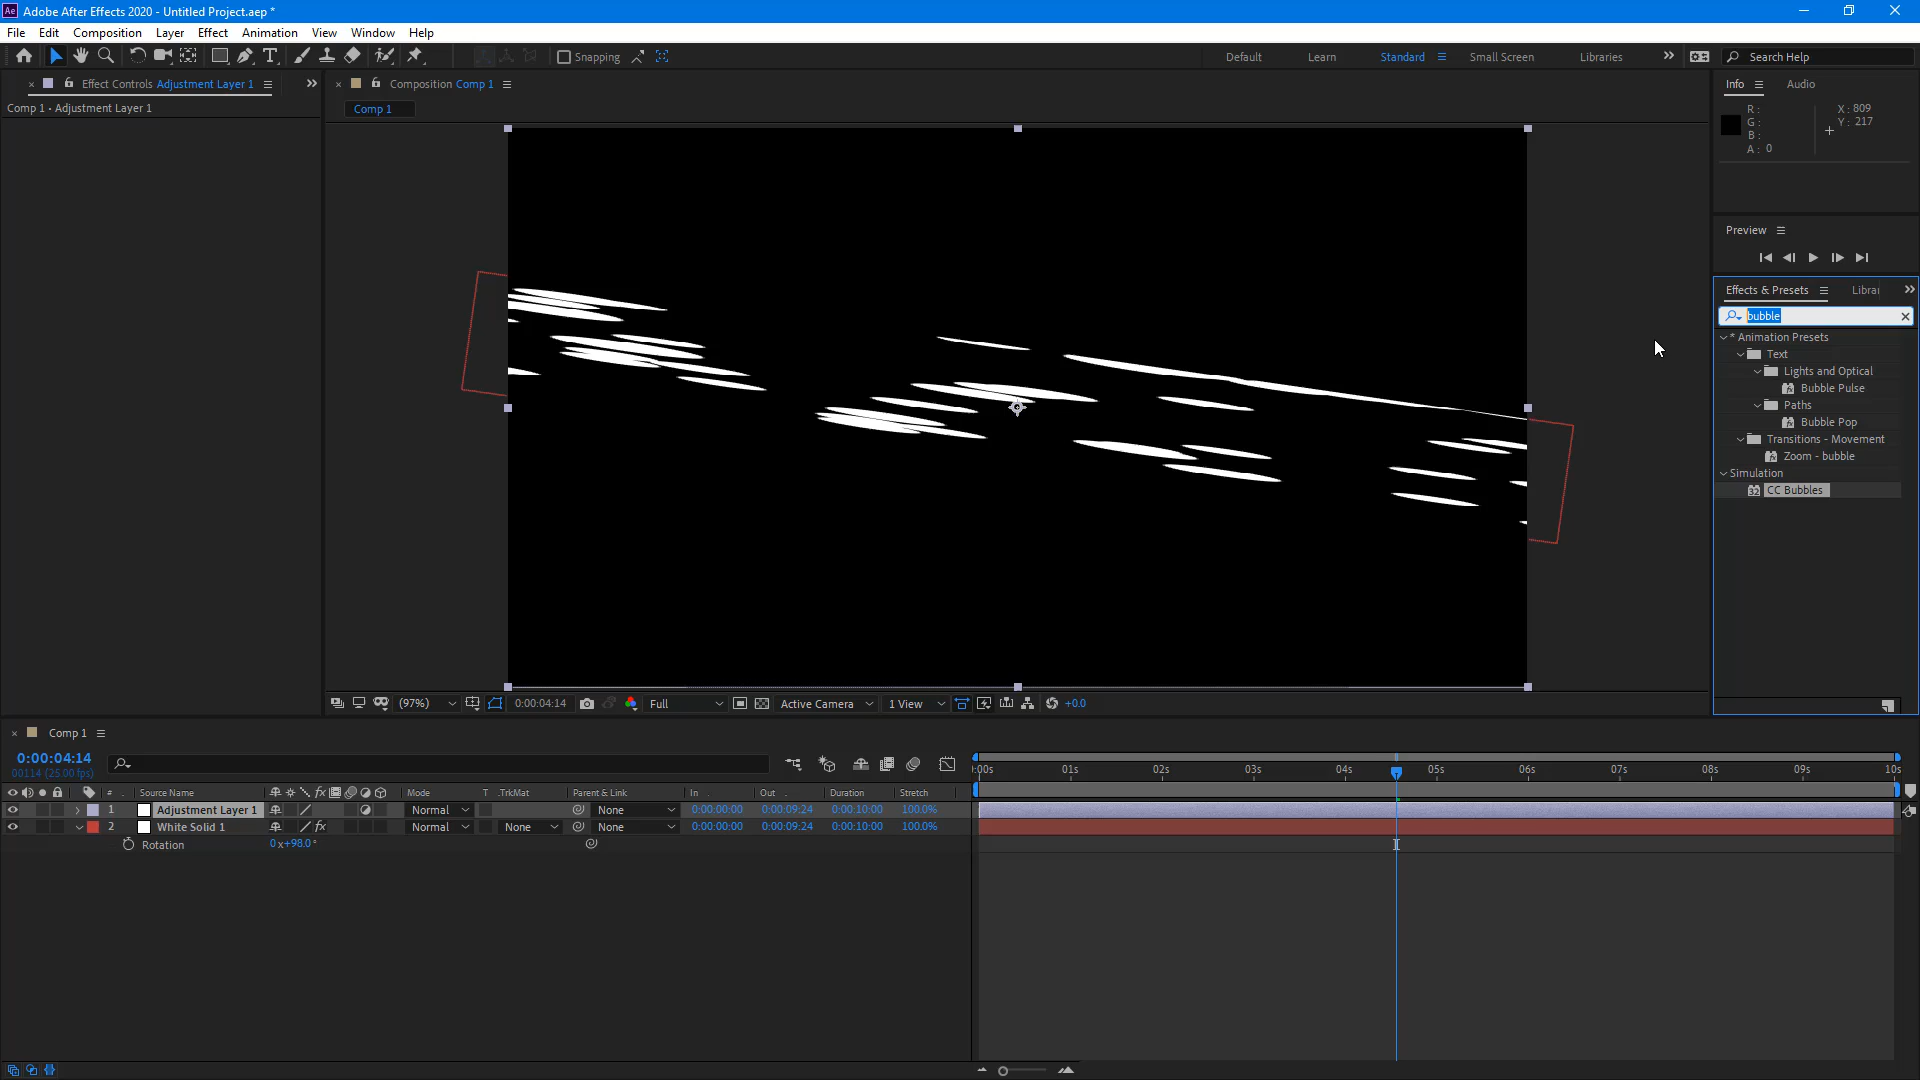 Adobe After Effects 2020 - Untitled Project.aep *
File Edit Composition Layer Effect Animation View Window Help
Snapping Default Learn Standard Small Screen Libraries Search Help
Effect Controls Adjustment Layer 1
Comp 1 • Adjustment Layer 1
Composition Comp 1
Comp 1
Info Audio
R :
G :
B :
A : 0
X : 809
Y : 217
Preview
Effects & Presets Librar
bubble
* Animation Presets
Text
Lights and Optical
Bubble Pulse
Paths
Bubble Pop
Transitions - Movement
Zoom - bubble
Simulation
CC Bubbles
(97%) 0:00:04:14 Full Active Camera 1 View +0.0
Comp 1
0:00:04:14
00114 (25.00 fps)
:00s 01s 02s 03s 04s 05s 06s 07s 08s 09s 10s
# Source Name fx Mode T .TrkMat Parent & Link In Out Duration Stretch
1 Adjustment Layer 1 Normal None 0:00:00:00 0:00:09:24 0:00:10:00 100.0%
2 White Solid 1 fx Normal None None 0:00:00:00 0:00:09:24 0:00:10:00 100.0%
Rotation 0x+98.0°